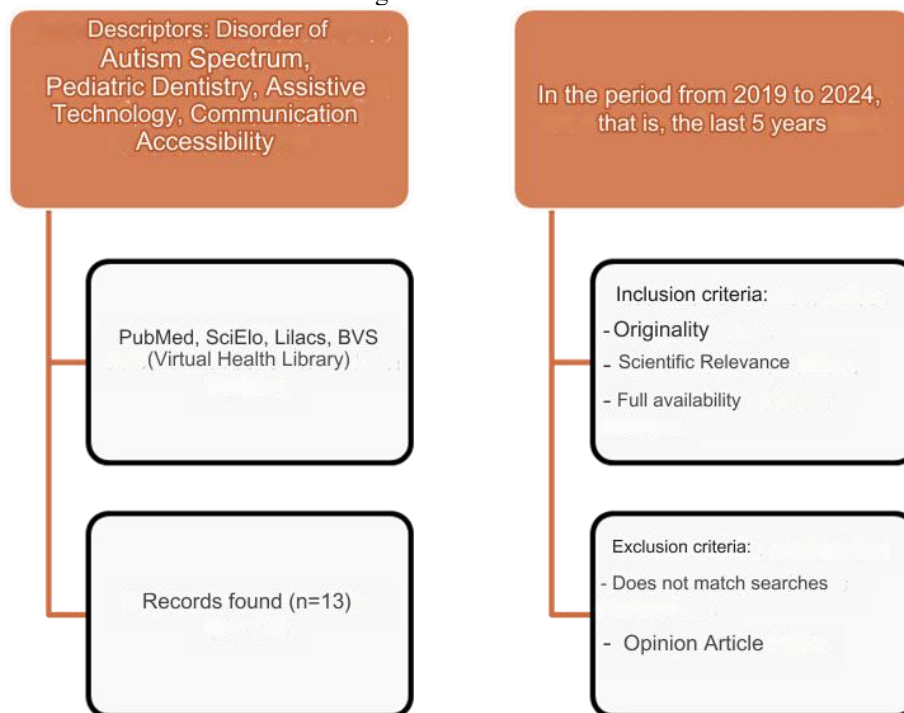 Descriptors: Disorder of
Autism Spectrum,
Pediatric Dentistry, Assistive
Technology, Communication
Accessibility
PubMed, SciElo, Lilacs, BVS
(Virtual Health Library)
Records found (n=13)
In the period from 2019 to 2024,
that is, the last 5 years
Inclusion criteria:
- Originality
- Scientific Relevance
- Full availability
Exclusion criteria:
- Does not match searches
- Opinion Article